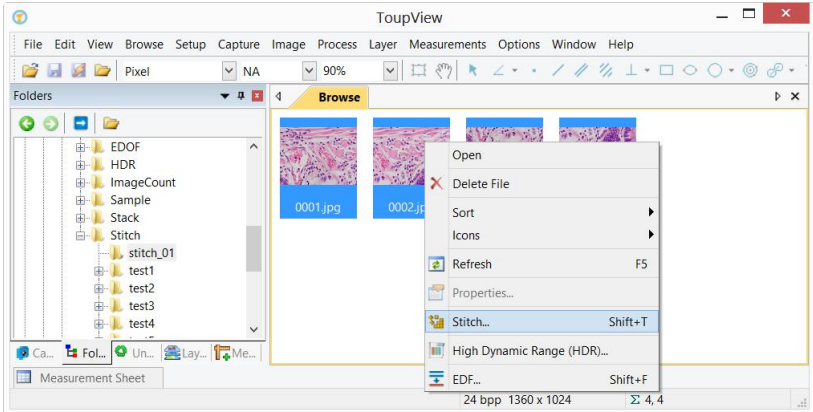 ToupView
File Edit View Browse Setup Capture Image Process Layer Measurements Options Window Help
Pixel NA 90%
Folders
Browse
EDOF
HDR
ImageCount
Sample
Stack
Stitch
stitch_01
test1
test2
test3
test4
0001.jpg
Open
Delete File
Sort
Icons
Refresh F5
Properties...
Stitch... Shift+T
High Dynamic Range (HDR)...
EDF... Shift+F
Ca... Fol... Un... Lay... Me...
Measurement Sheet
24 bpp 1360 x 1024 Σ 4, 4